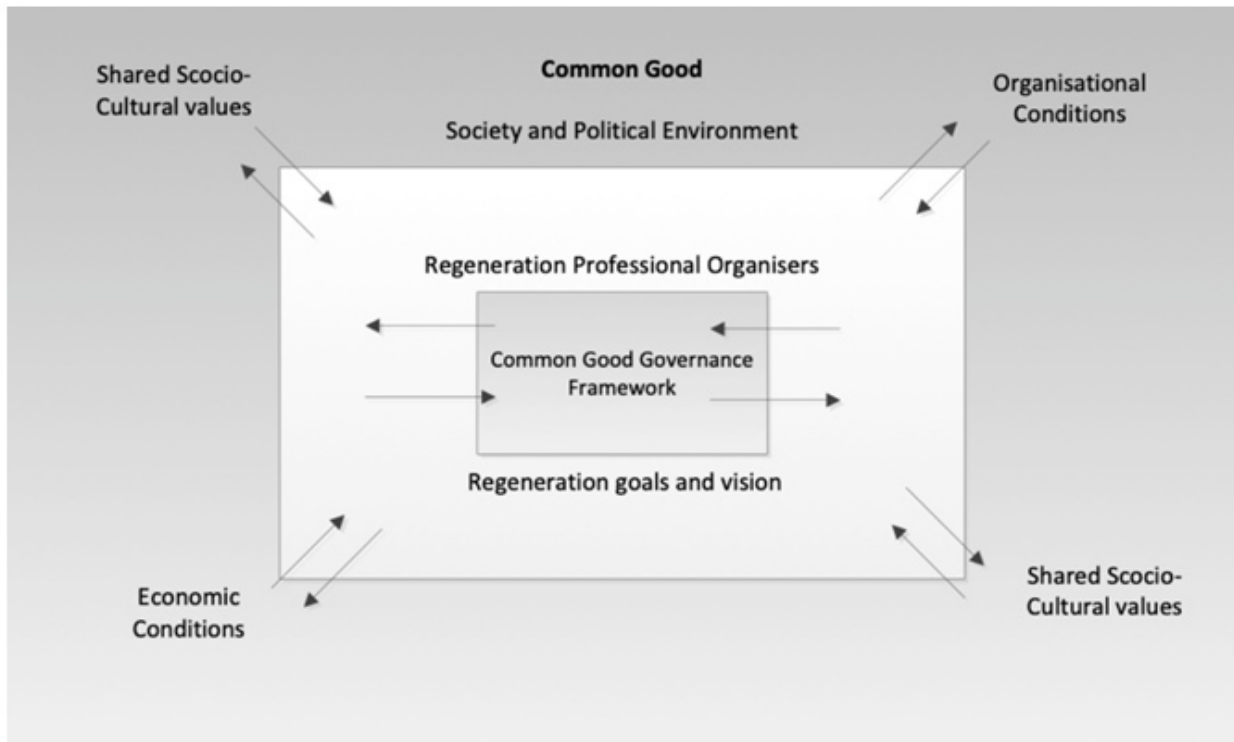 Common Good
Shared Scocio-
Cultural values
Organisational
Conditions
Society and Political Environment
Regeneration Professional Organisers
Common Good Governance
Framework
Regeneration goals and vision
Economic
Conditions
Shared Scocio-
Cultural values